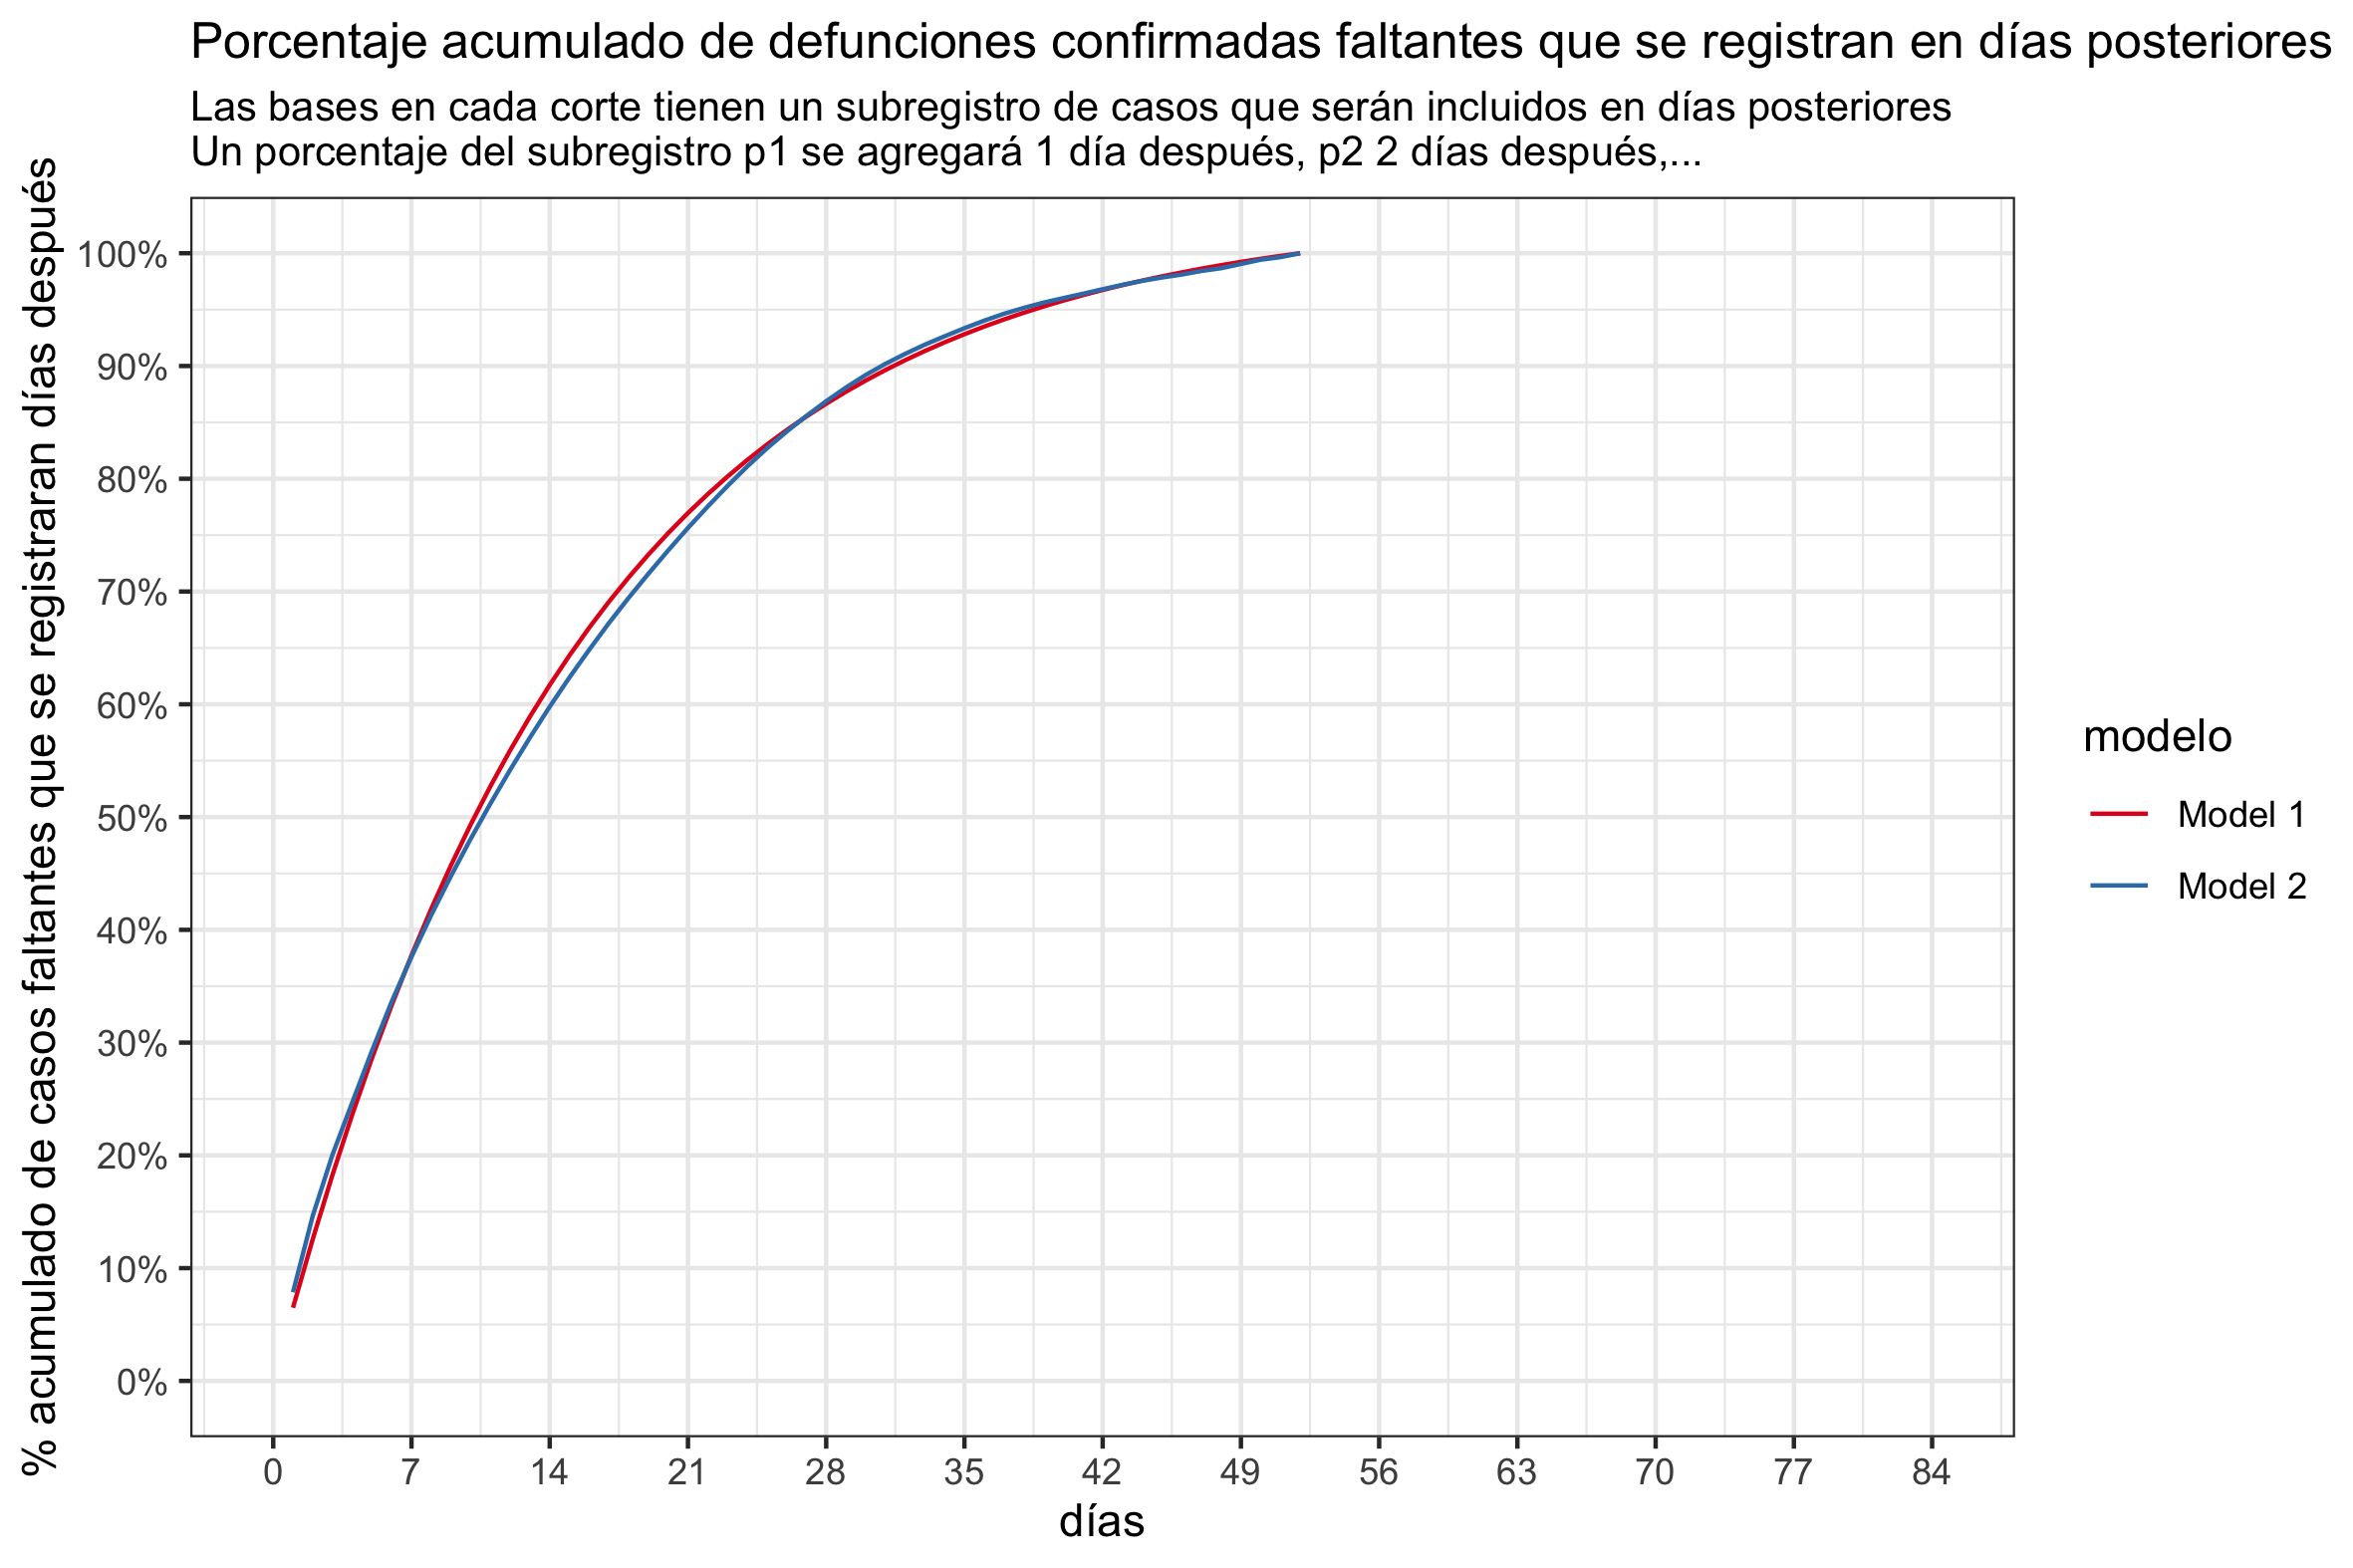 Porcentaje acumulado de defunciones confirmadas faltantes que se registran en días posteriores
Las bases en cada corte tienen un subregistro de casos que serán incluidos en días posteriores
Un porcentaje del subregistro p1 se agregará 1 día después, p2 2 días después,...
% acumulado de casos faltantes que se registraran días después
100%
90%
80%
70%
60%
50%
40%
30%
20%
10%
0%
0 7 14 21 28 35 42 49 56 63 70 77 84
días
modelo
Model 1
Model 2